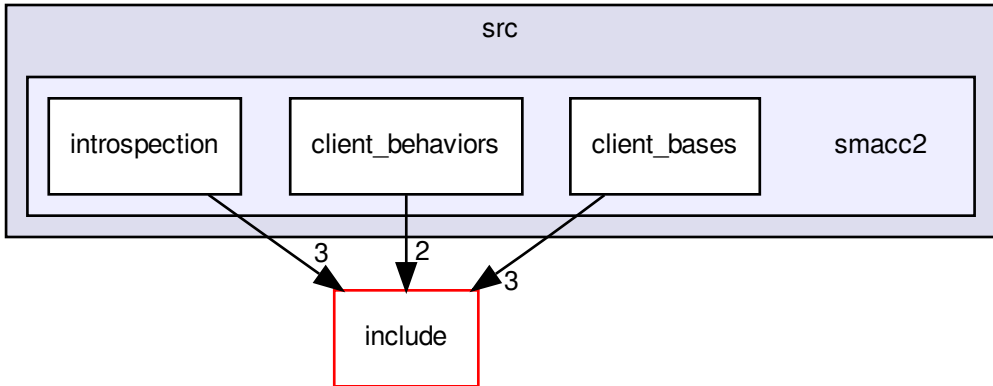 src
introspection
client_behaviors
client_bases
smacc2
3
2
3
include